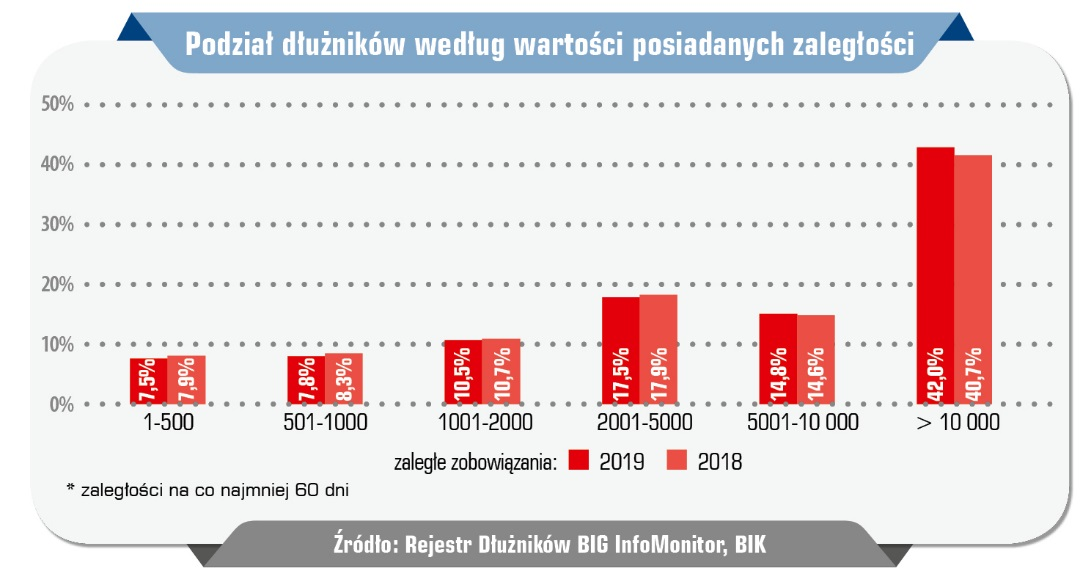 Podział dłużników według wartości posiadanych zaległości
50%
40%
30%
20%
10%
0%
7,5% 7,9% 7,8% 8,3% 10,5% 10,7% 17,5% 17,9% 14,8% 14,6% 42,0% 40,7%
1-500 501-1000 1001-2000 2001-5000 5001-10 000 > 10 000
zaległe zobowiązania: 2019 2018
* zaległości na co najmniej 60 dni
Źródło: Rejestr Dłużników BIG InfoMonitor, BIK